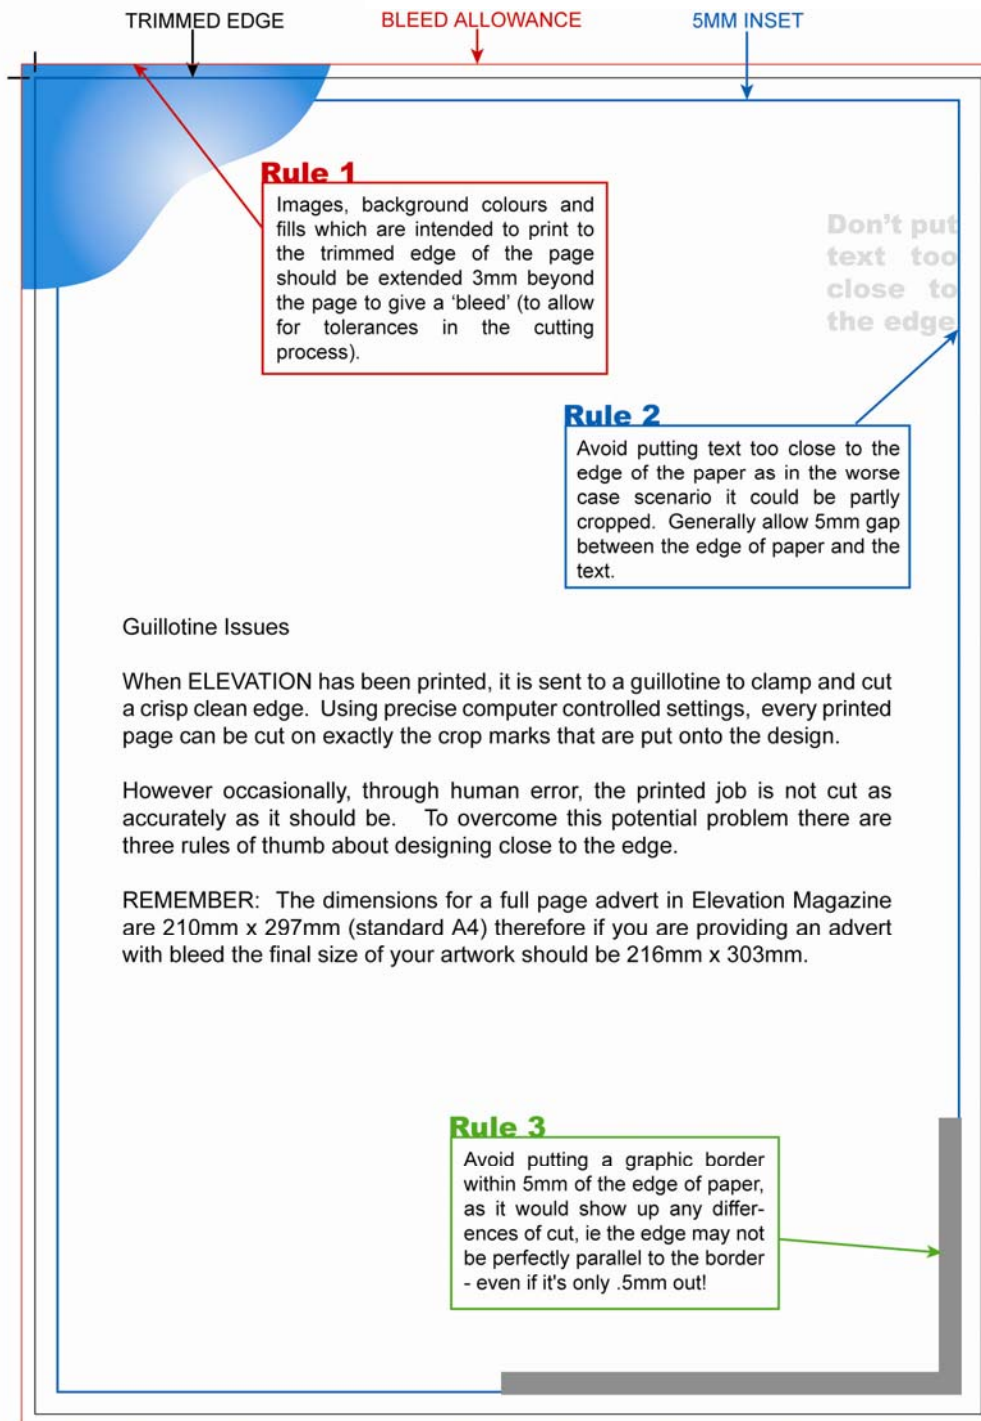 TRIMMED EDGE
BLEED ALLOWANCE
5MM INSET
Rule 1
Images, background colours and
fills which are intended to print to
the trimmed edge of the page
should be extended 3mm beyond
the page to give a ‘bleed’ (to allow
for tolerances in the cutting
process).
Don’t put
text too
close to
the edge
Rule 2
Avoid putting text too close to the
edge of the paper as in the worse
case scenario it could be partly
cropped. Generally allow 5mm gap
between the edge of paper and the
text.
Guillotine Issues
When ELEVATION has been printed, it is sent to a guillotine to clamp and cut
a crisp clean edge. Using precise computer controlled settings, every printed
page can be cut on exactly the crop marks that are put onto the design.
However occasionally, through human error, the printed job is not cut as
accurately as it should be. To overcome this potential problem there are
three rules of thumb about designing close to the edge.
REMEMBER: The dimensions for a full page advert in Elevation Magazine
are 210mm x 297mm (standard A4) therefore if you are providing an advert
with bleed the final size of your artwork should be 216mm x 303mm.
Rule 3
Avoid putting a graphic border
within 5mm of the edge of paper,
as it would show up any differ-
ences of cut, ie the edge may not
be perfectly parallel to the border
- even if it's only .5mm out!